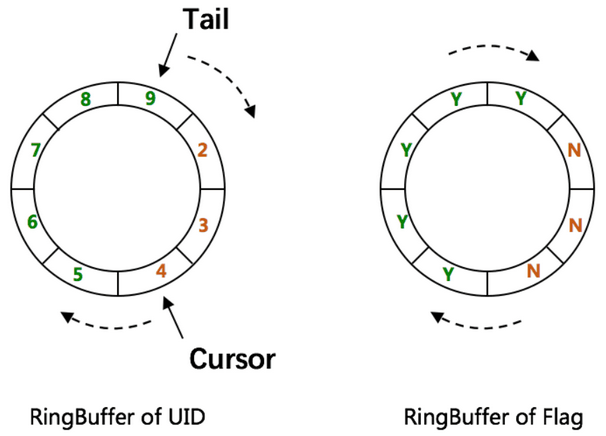 Tail
8 9
7 2
6 3
5 4
Cursor
RingBuffer of UID
Y Y
Y N
Y N
Y N
RingBuffer of Flag